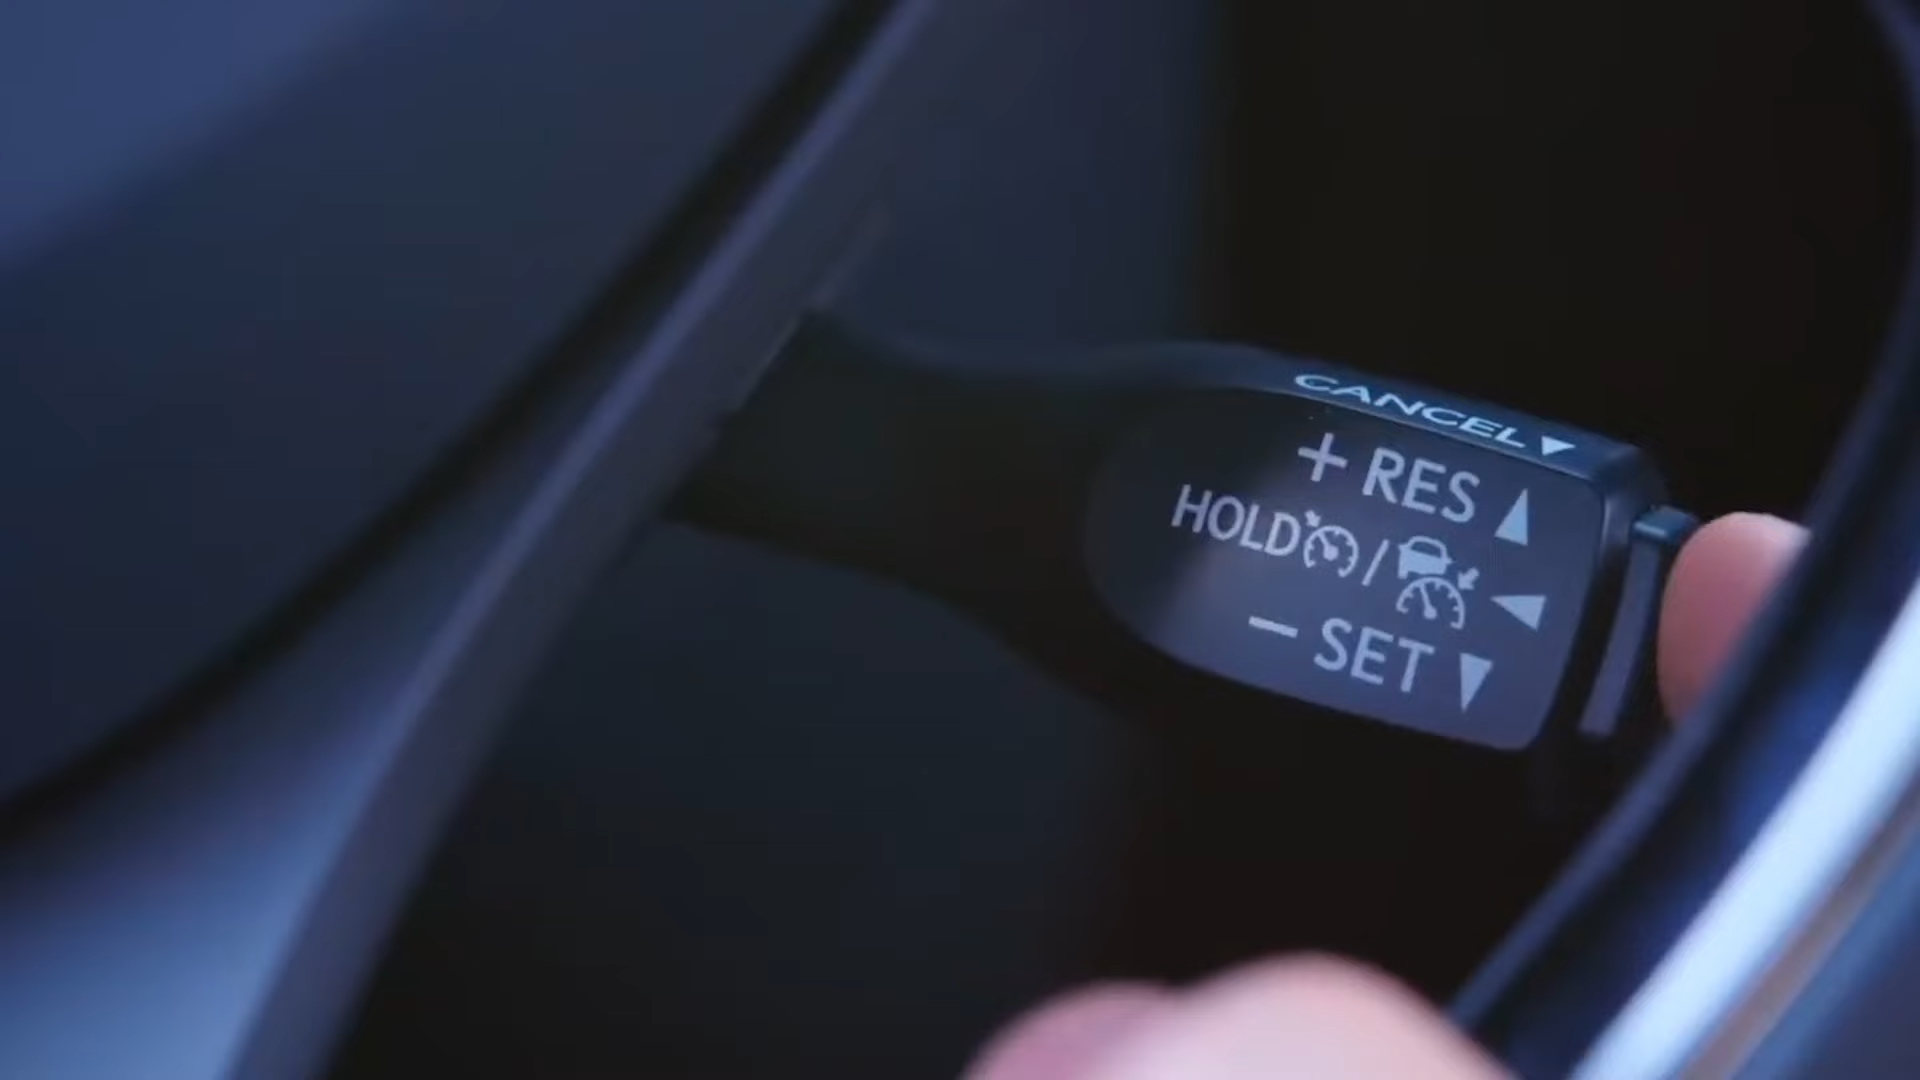 CANCEL ▼
+ RES ▲
HOLD / ◀
− SET ▼